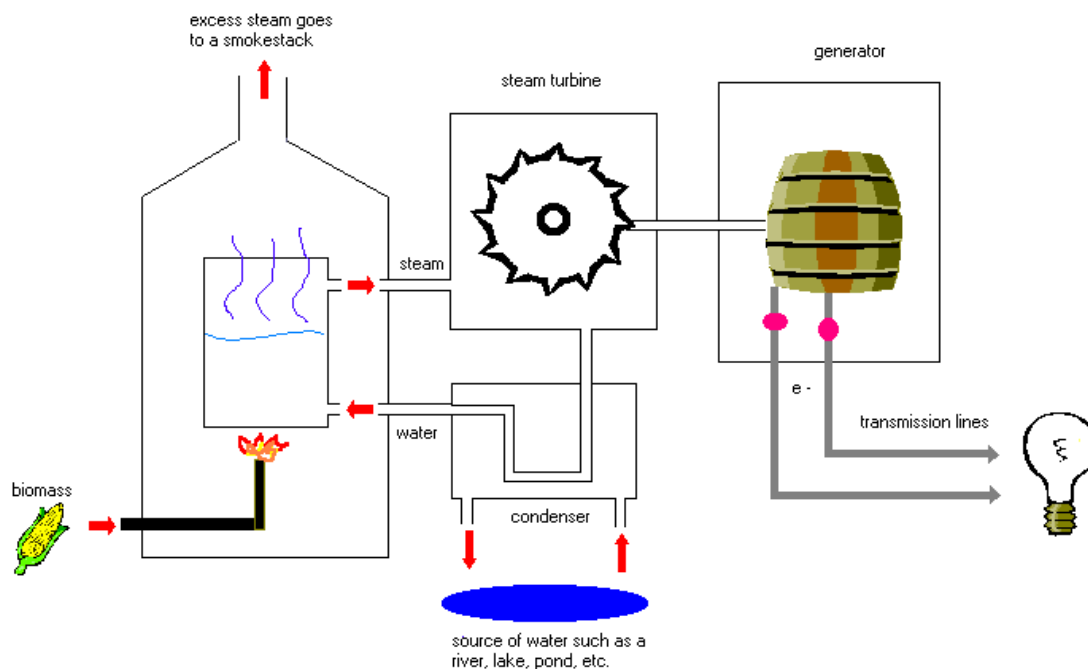 excess steam goes
to a smokestack
generator
steam turbine
steam
water
e -
transmission lines
biomass
condenser
source of water such as a
river, lake, pond, etc.